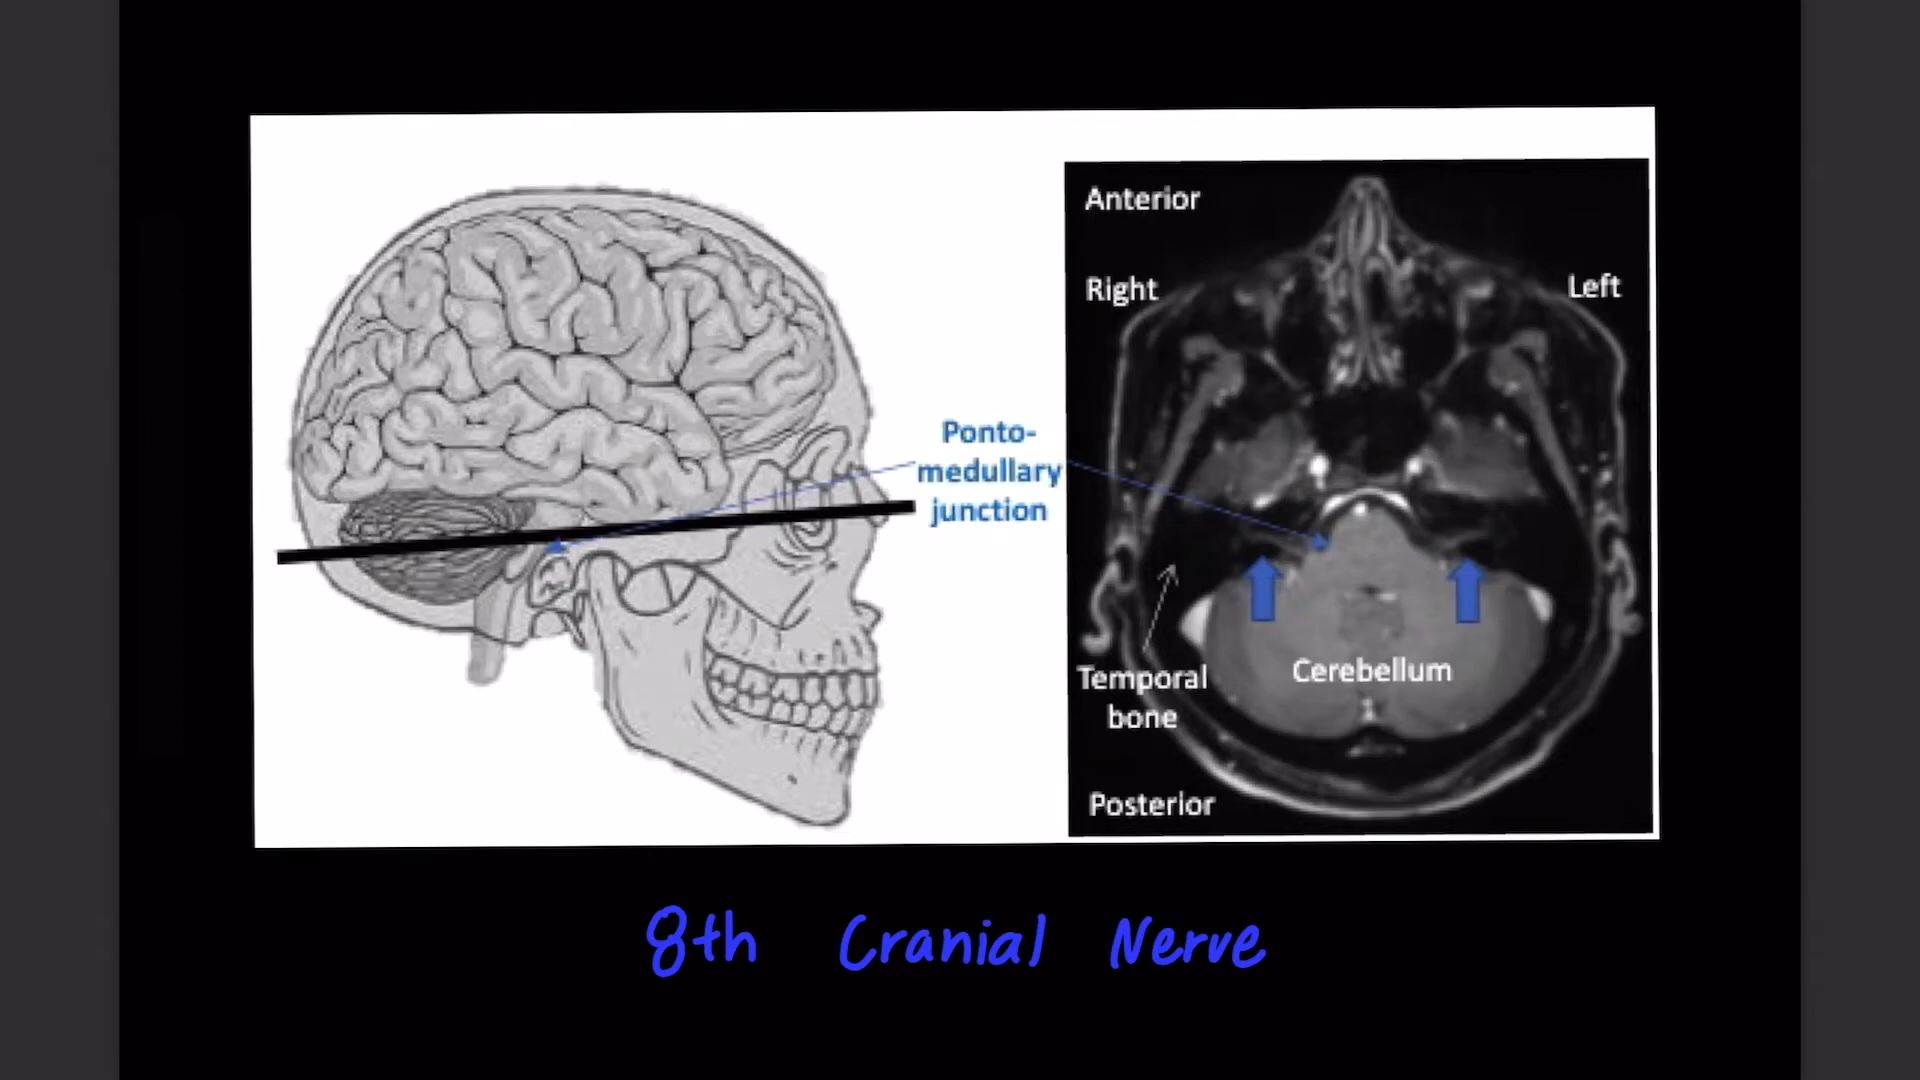 Anterior
Right
Left
Ponto-
medullary
junction
Temporal
bone
Cerebellum
Posterior
8th Cranial Nerve